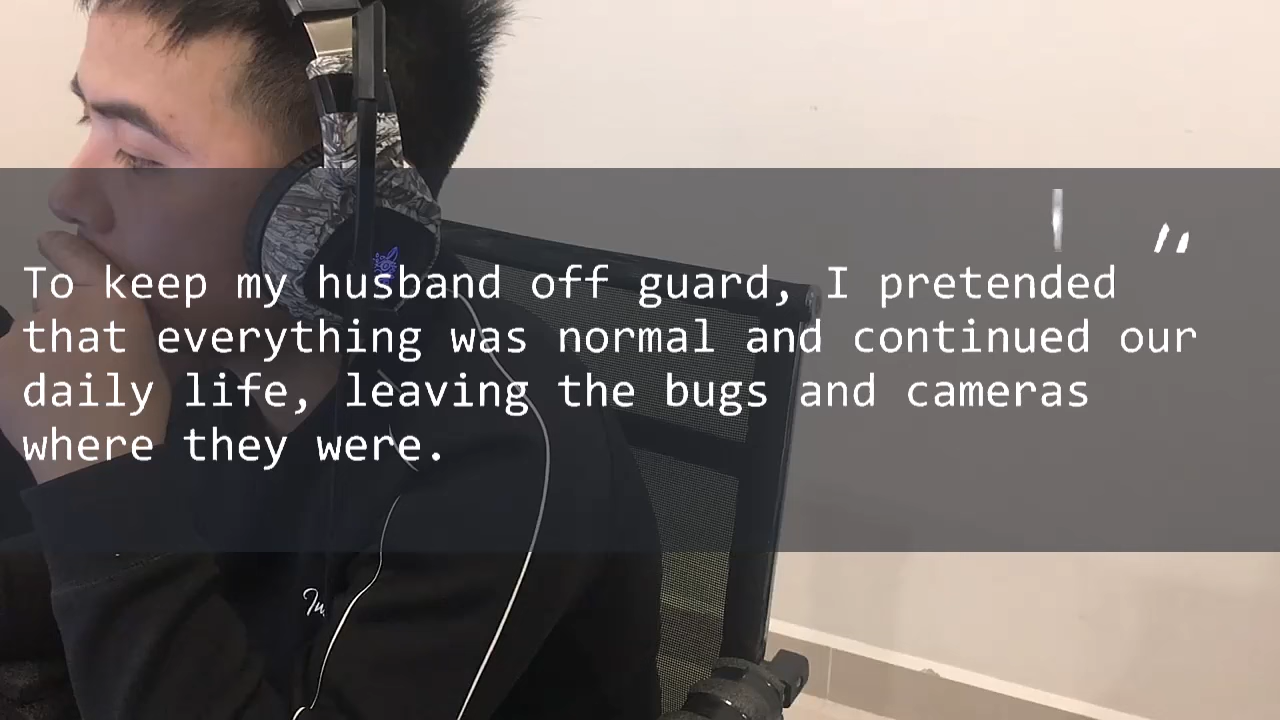 To keep my husband off guard, I pretended
that everything was normal and continued our
daily life, leaving the bugs and cameras
where they were.